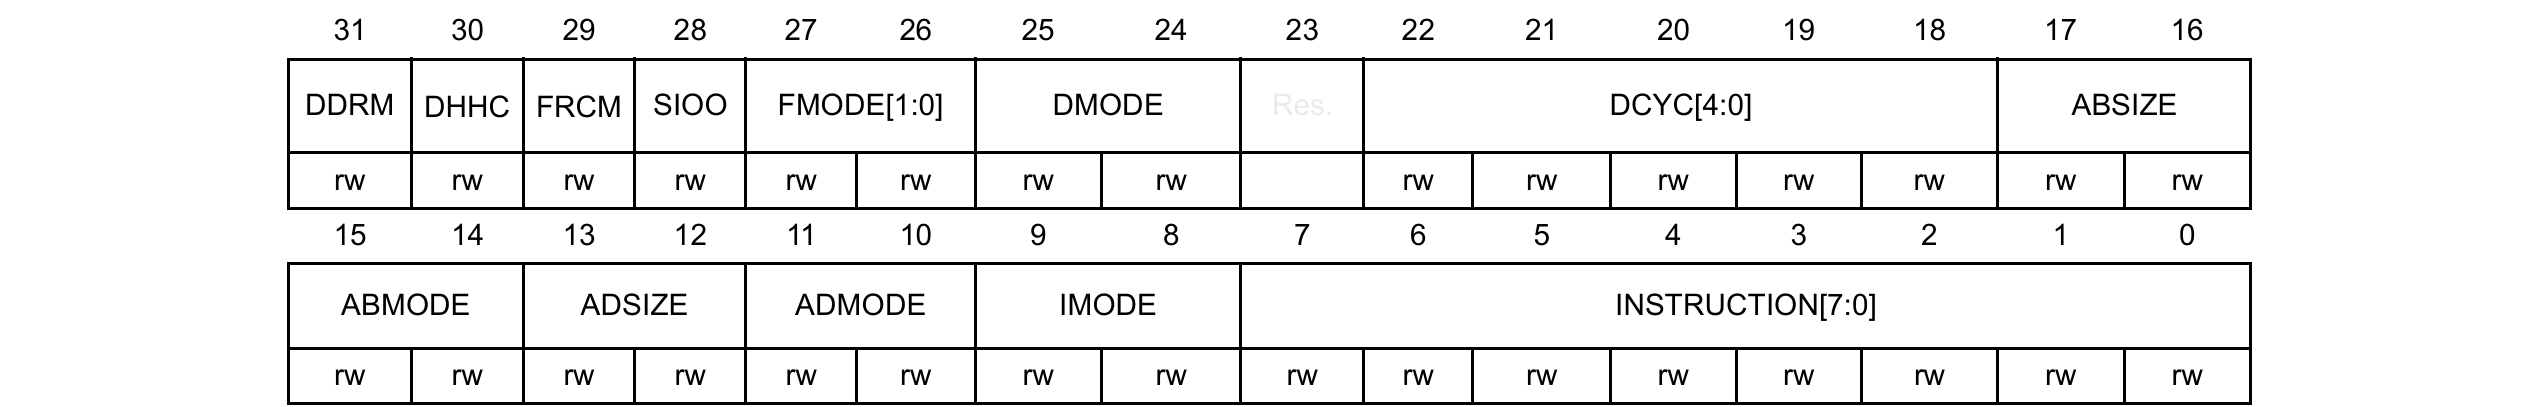 31 30 29 28 27 26 25 24 23 22 21 20 19 18 17 16
DDRM DHHC FRCM SIOO FMODE[1:0] DMODE Res. DCYC[4:0] ABSIZE
rw rw rw rw rw rw rw rw rw rw rw rw rw rw rw
15 14 13 12 11 10 9 8 7 6 5 4 3 2 1 0
ABMODE ADSIZE ADMODE IMODE INSTRUCTION[7:0]
rw rw rw rw rw rw rw rw rw rw rw rw rw rw rw rw